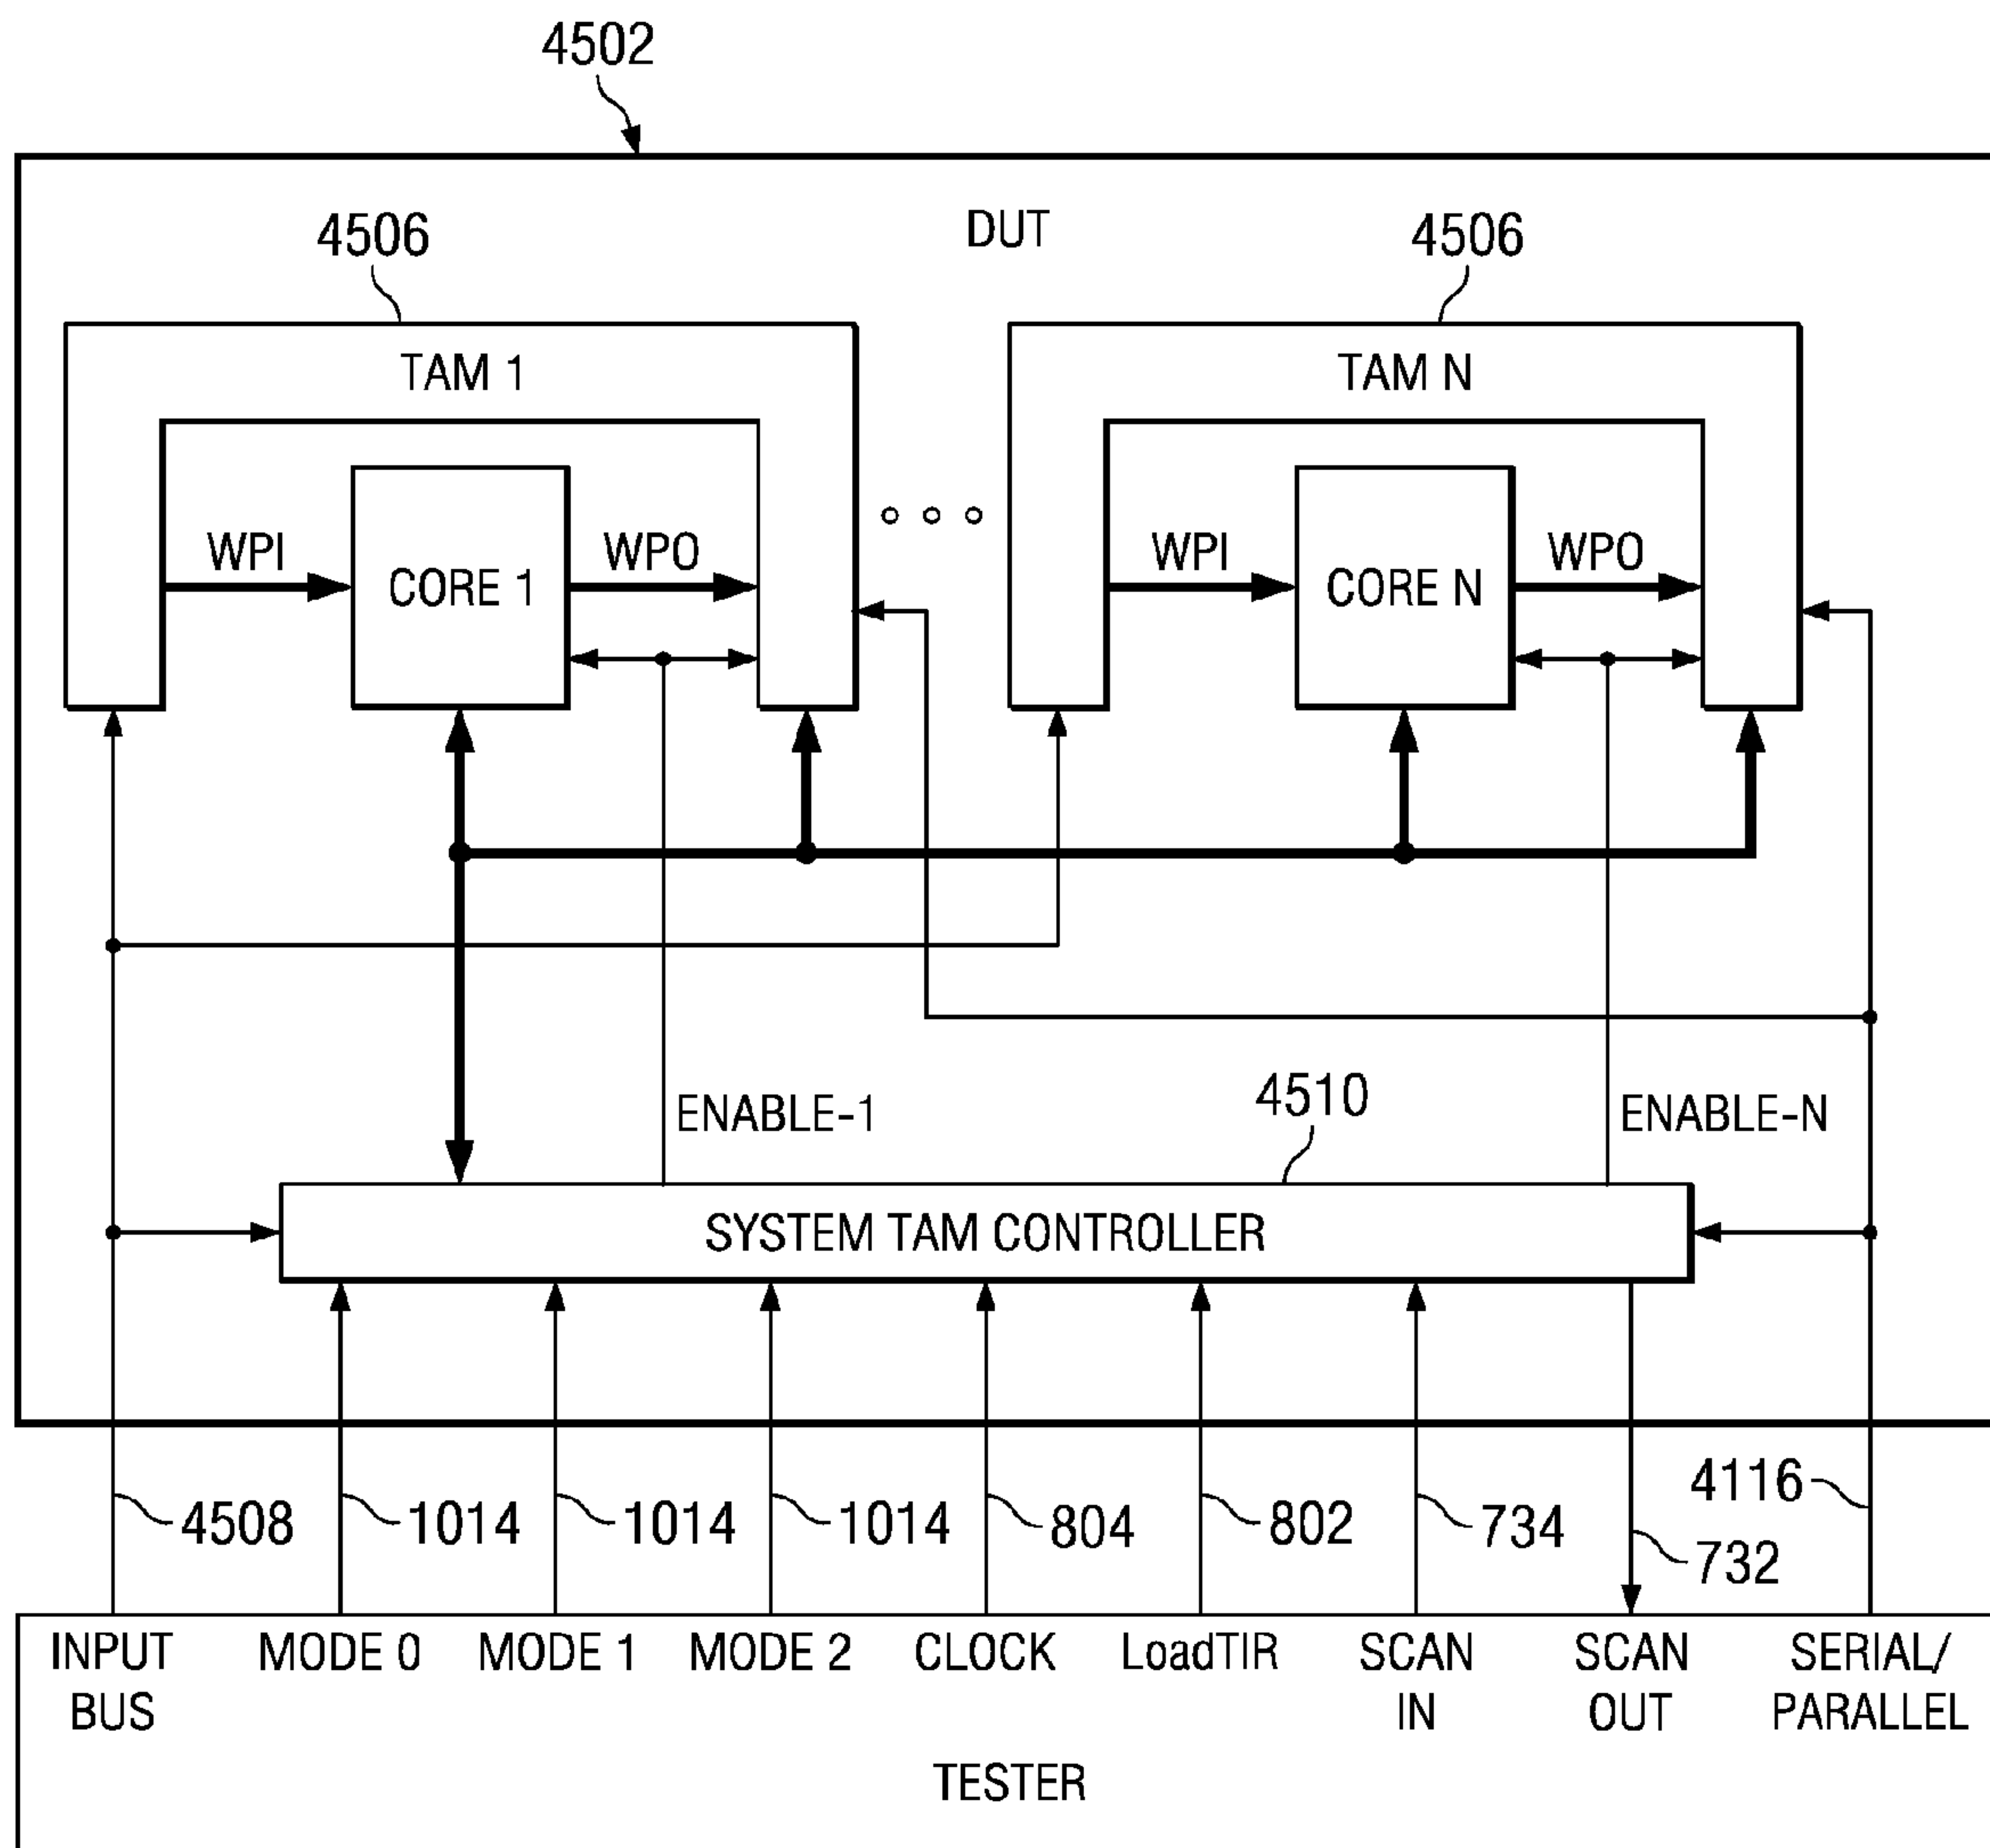 4502
DUT
4506
4506
TAM 1
TAM N
WPI
CORE 1
WPO
WPI
CORE N
WPO
ENABLE-1
4510
ENABLE-N
SYSTEM TAM CONTROLLER
4508
1014
1014
1014
804
802
734
732
4116
INPUT
BUS
MODE 0
MODE 1
MODE 2
CLOCK
LoadTIR
SCAN
IN
SCAN
OUT
SERIAL/
PARALLEL
TESTER